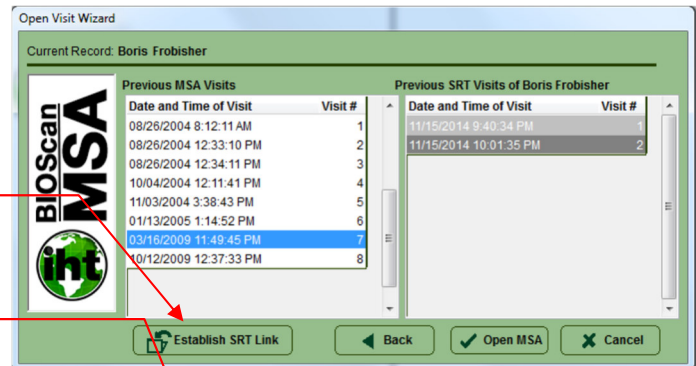 Open Visit Wizard
Current Record: Boris Frobisher
BIOScan
MSA
iht
Previous MSA Visits
Date and Time of Visit Visit #
08/26/2004 8:12:11 AM 1
08/26/2004 12:33:10 PM 2
08/26/2004 12:34:11 PM 3
10/04/2004 12:11:41 PM 4
11/03/2004 3:38:43 PM 5
01/13/2005 1:14:52 PM 6
03/16/2009 11:49:45 PM 7
10/12/2009 12:37:33 PM 8
Previous SRT Visits of Boris Frobisher
Date and Time of Visit Visit #
11/15/2014 9:40:34 PM 1
11/15/2014 10:01:35 PM 2
Establish SRT Link
Back
Open MSA
Cancel